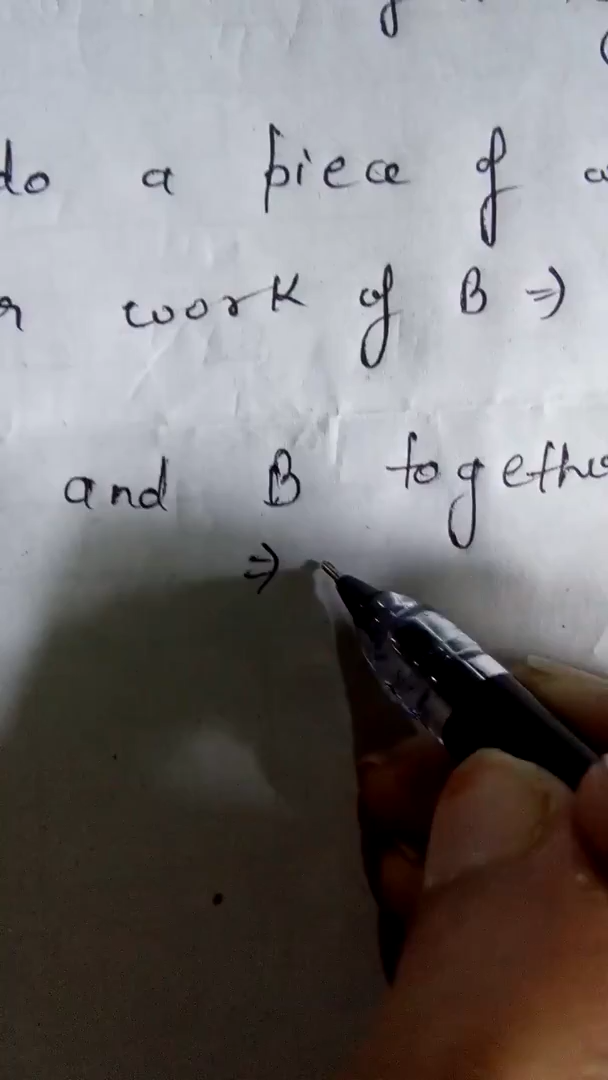 do a piece of
work of B ⇒
and B together
⇒